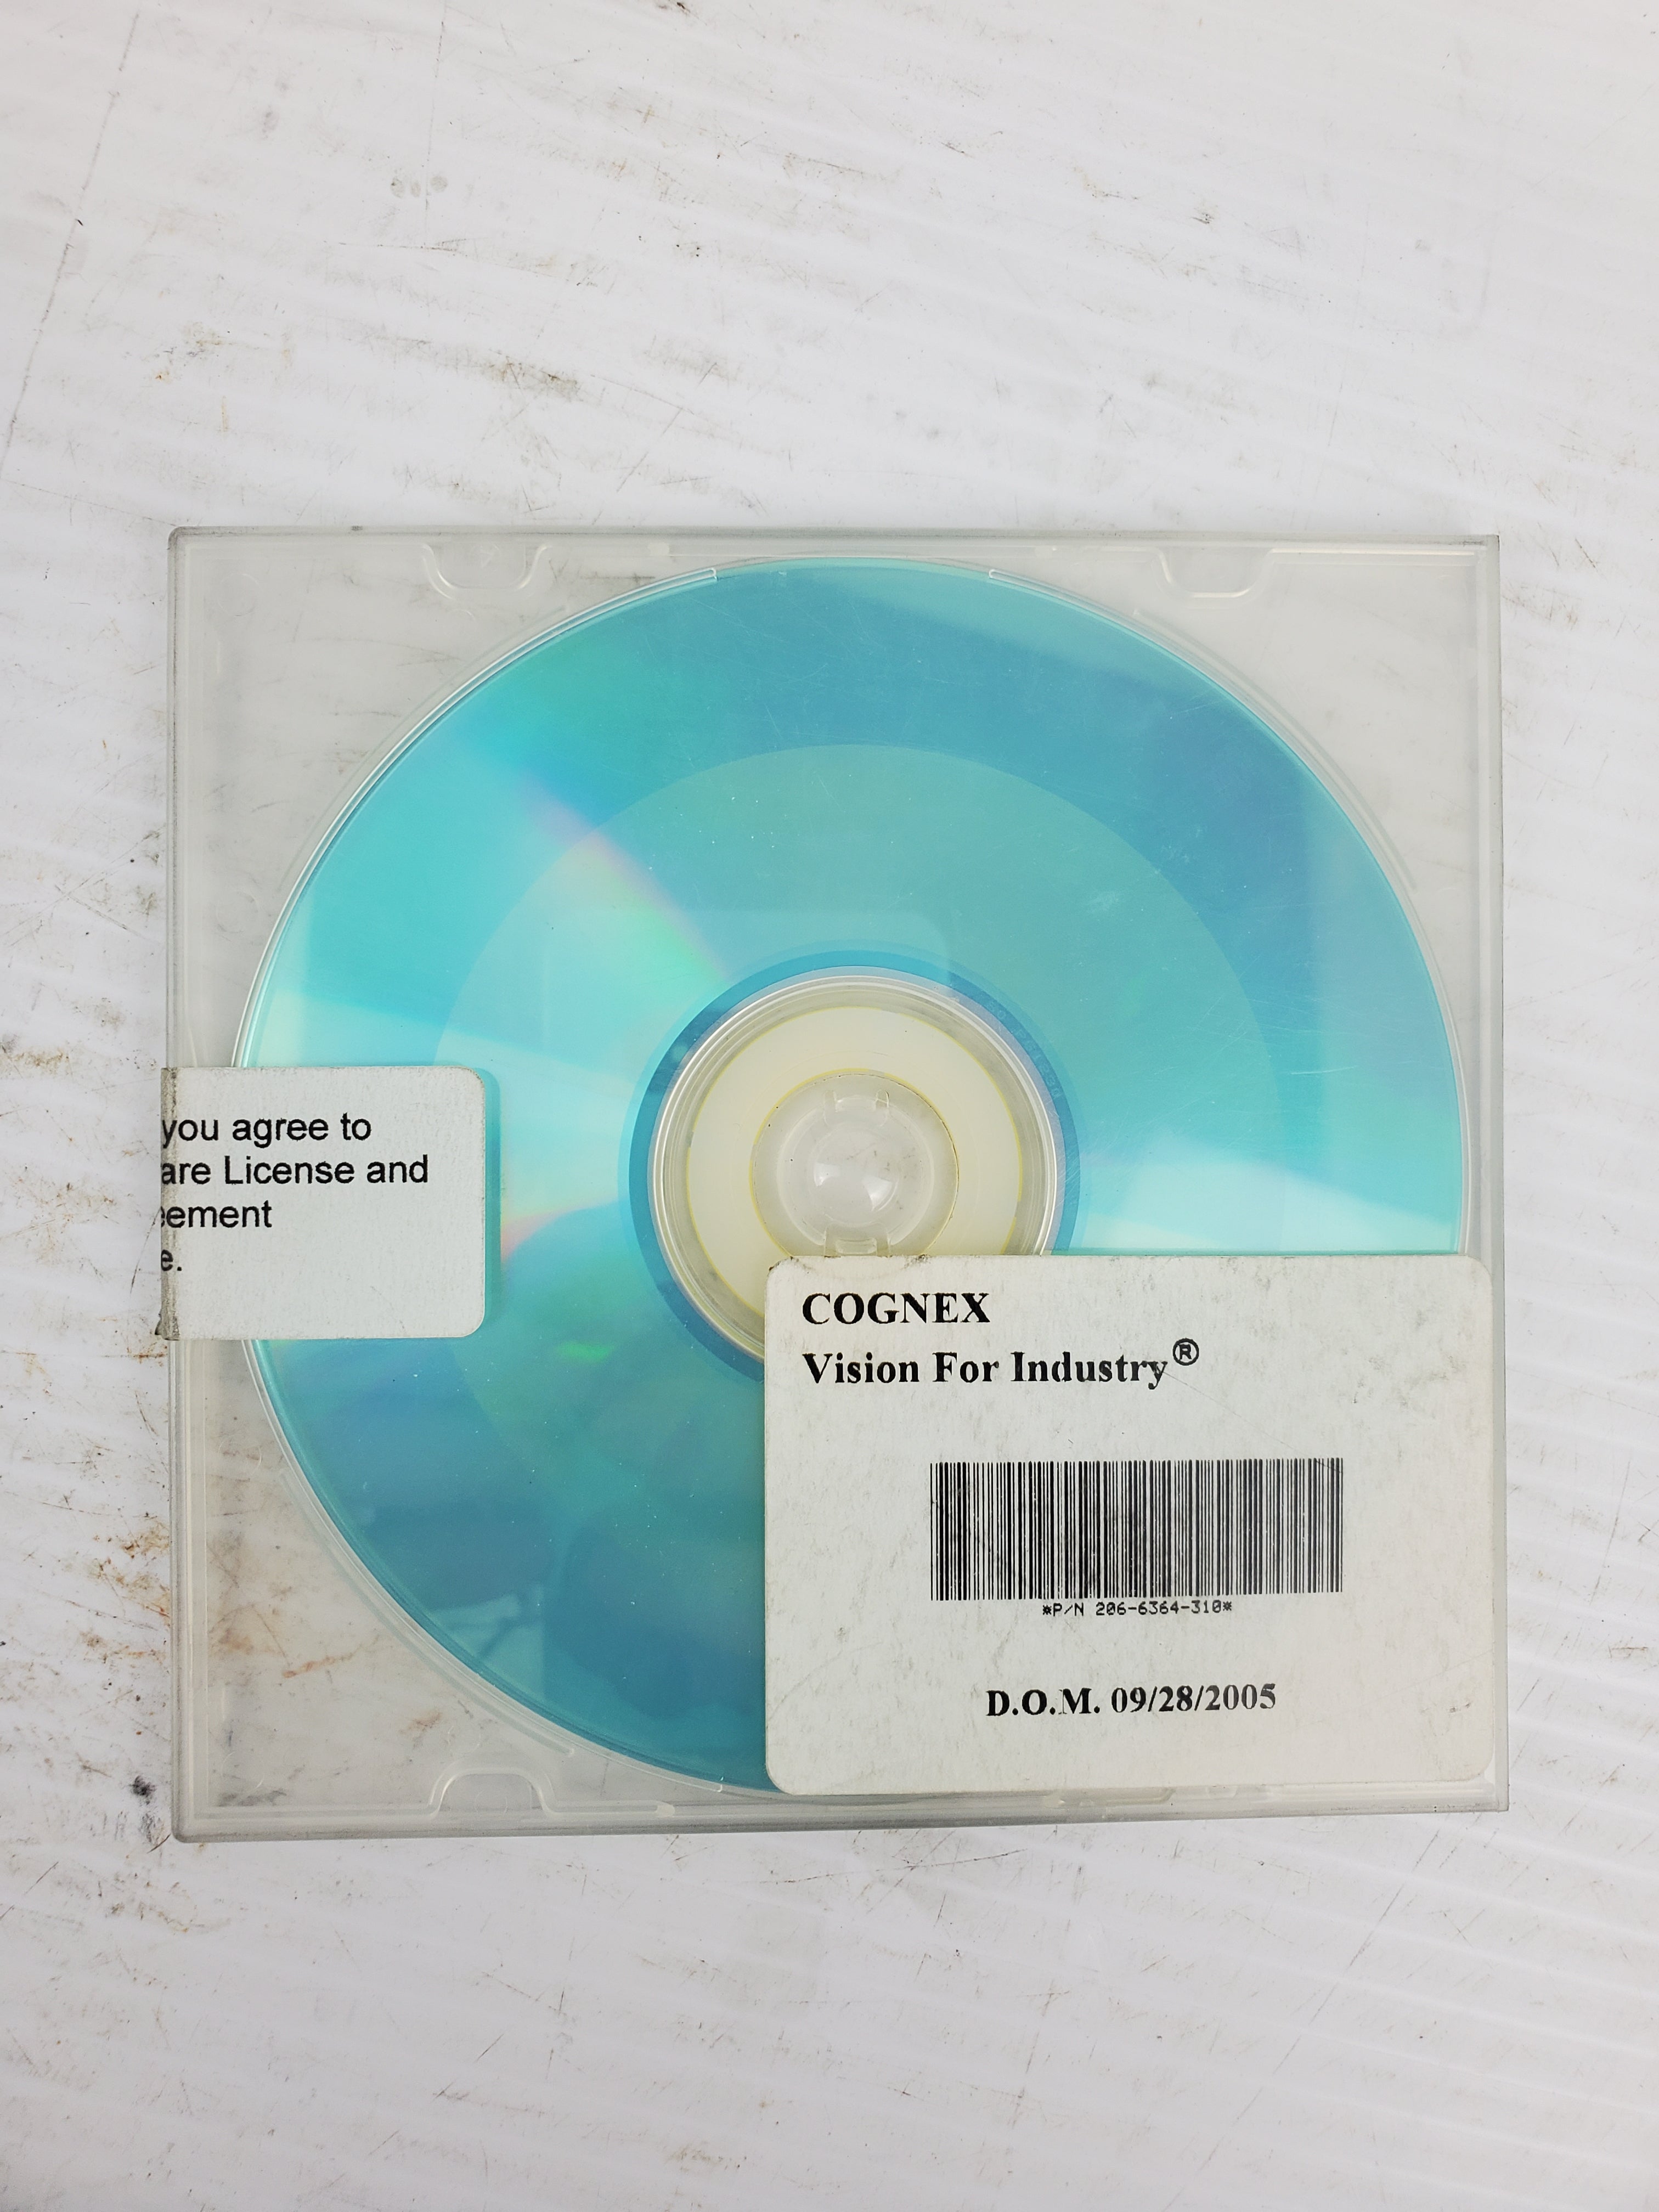 you agree to
are License and
eement
e.
COGNEX
Vision For Industry®
*P/N 206-6364-310*
D.O.M. 09/28/2005